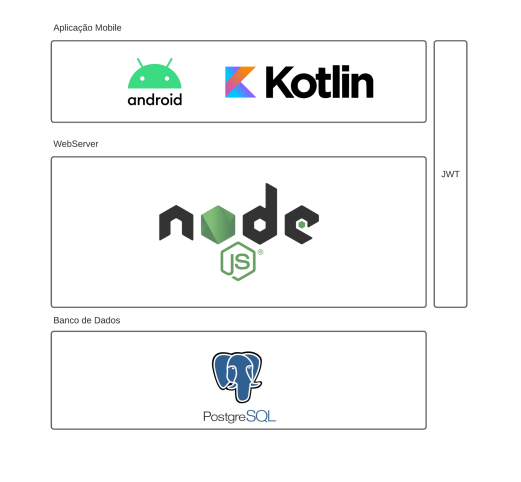 Aplicação Mobile
android
Kotlin
WebServer
JWT
node
JS®
Banco de Dados
PostgreSQL